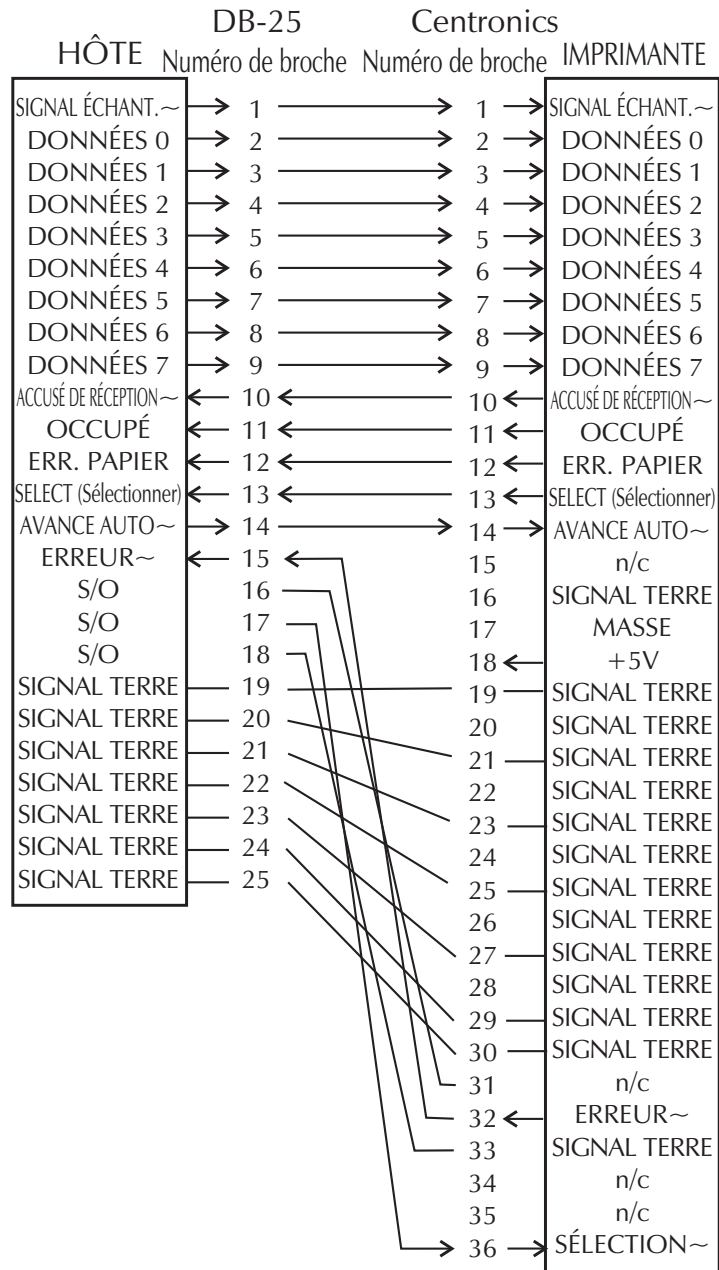 DB-25 Centronics
HÔTE Numéro de broche Numéro de broche IMPRIMANTE
SIGNAL ÉCHANT.~ 1 1 SIGNAL ÉCHANT.~
DONNÉES 0 2 2 DONNÉES 0
DONNÉES 1 3 3 DONNÉES 1
DONNÉES 2 4 4 DONNÉES 2
DONNÉES 3 5 5 DONNÉES 3
DONNÉES 4 6 6 DONNÉES 4
DONNÉES 5 7 7 DONNÉES 5
DONNÉES 6 8 8 DONNÉES 6
DONNÉES 7 9 9 DONNÉES 7
ACCUSÉ DE RÉCEPTION~ 10 10 ACCUSÉ DE RÉCEPTION~
OCCUPÉ 11 11 OCCUPÉ
ERR. PAPIER 12 12 ERR. PAPIER
SELECT (Sélectionner) 13 13 SELECT (Sélectionner)
AVANCE AUTO~ 14 14 AVANCE AUTO~
ERREUR~ 15 15 n/c
S/O 16 16 SIGNAL TERRE
S/O 17 17 MASSE
S/O 18 18 +5V
SIGNAL TERRE 19 19 SIGNAL TERRE
SIGNAL TERRE 20 20 SIGNAL TERRE
SIGNAL TERRE 21 21 SIGNAL TERRE
SIGNAL TERRE 22 22 SIGNAL TERRE
SIGNAL TERRE 23 23 SIGNAL TERRE
SIGNAL TERRE 24 24 SIGNAL TERRE
SIGNAL TERRE 25 25 SIGNAL TERRE
26 SIGNAL TERRE
27 SIGNAL TERRE
28 SIGNAL TERRE
29 SIGNAL TERRE
30 SIGNAL TERRE
31 n/c
32 ERREUR~
33 SIGNAL TERRE
34 n/c
35 n/c
36 SÉLECTION~